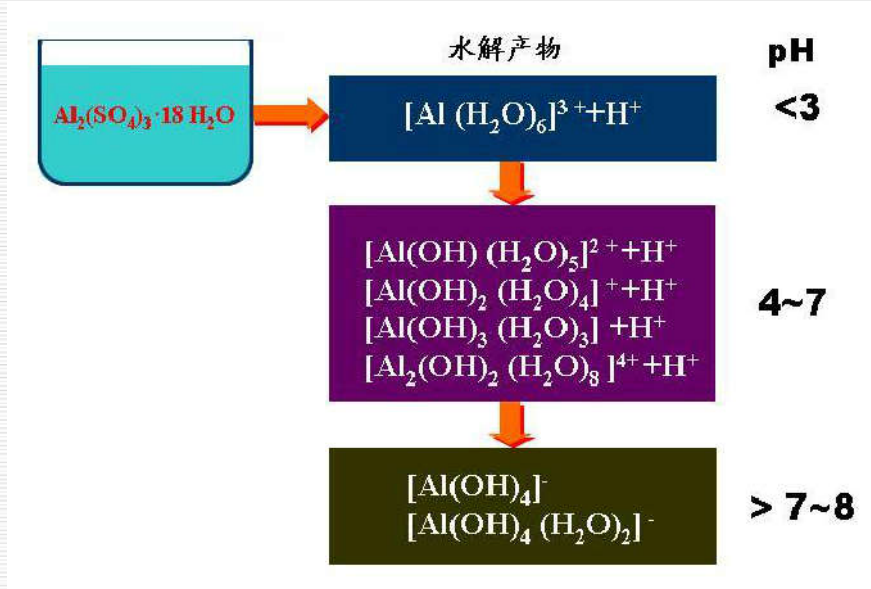 水解产物 pH
Al₂(SO₄)₃·18 H₂O
[Al (H₂O)₆]³⁺+H⁺ <3
[Al(OH) (H₂O)₅]²⁺+H⁺
[Al(OH)₂ (H₂O)₄]⁺+H⁺
[Al(OH)₃ (H₂O)₃] +H⁺
[Al₂(OH)₂ (H₂O)₈]⁴⁺+H⁺
4~7
[Al(OH)₄]⁻
[Al(OH)₄ (H₂O)₂]⁻
> 7~8